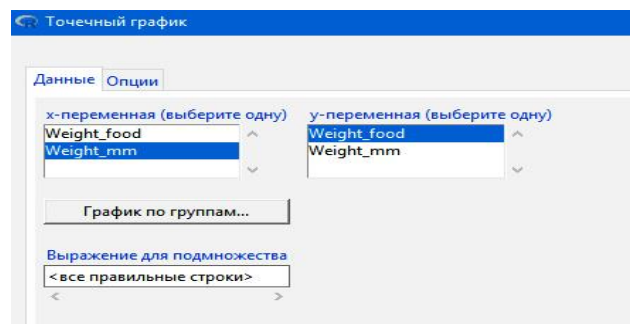 Точечный график
Данные Опции
x-переменная (выберите одну) y-переменная (выберите одну)
Weight_food Weight_food
Weight_mm Weight_mm
График по группам...
Выражение для подмножества
<все правильные строки>